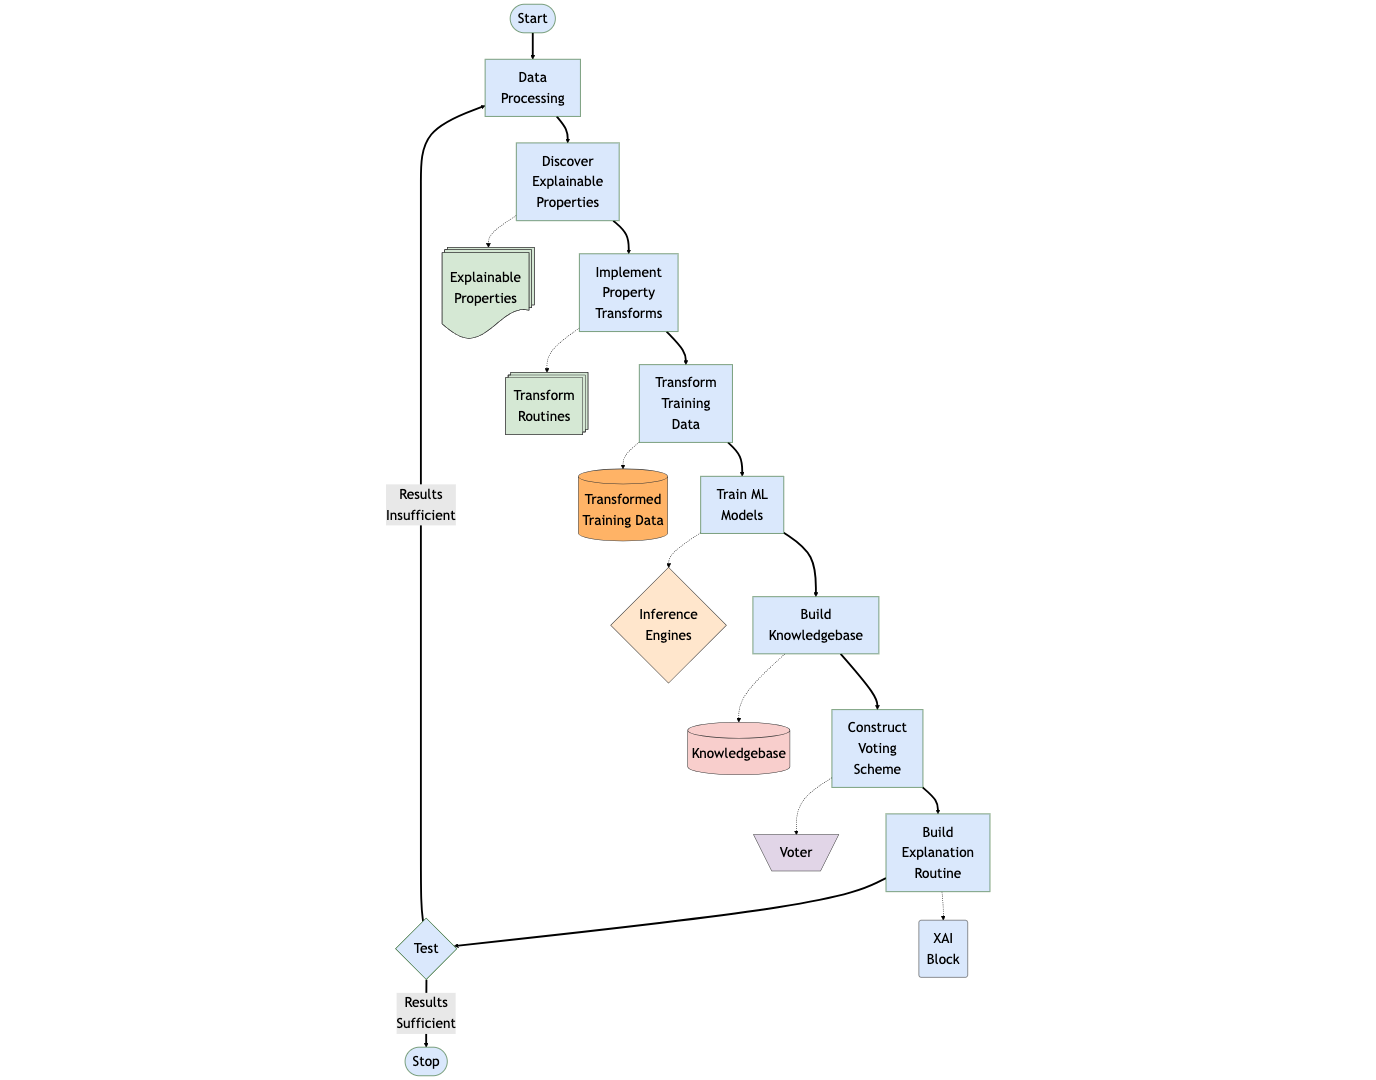 Start
Data
Processing
Discover
Explainable
Properties
Explainable
Properties
Implement
Property
Transforms
Transform
Routines
Transform
Training
Data
Transformed
Training Data
Train ML
Models
Results
Insufficient
Inference
Engines
Build
Knowledgebase
Knowledgebase
Construct
Voting
Scheme
Voter
Build
Explanation
Routine
Test
XAI
Block
Results
Sufficient
Stop